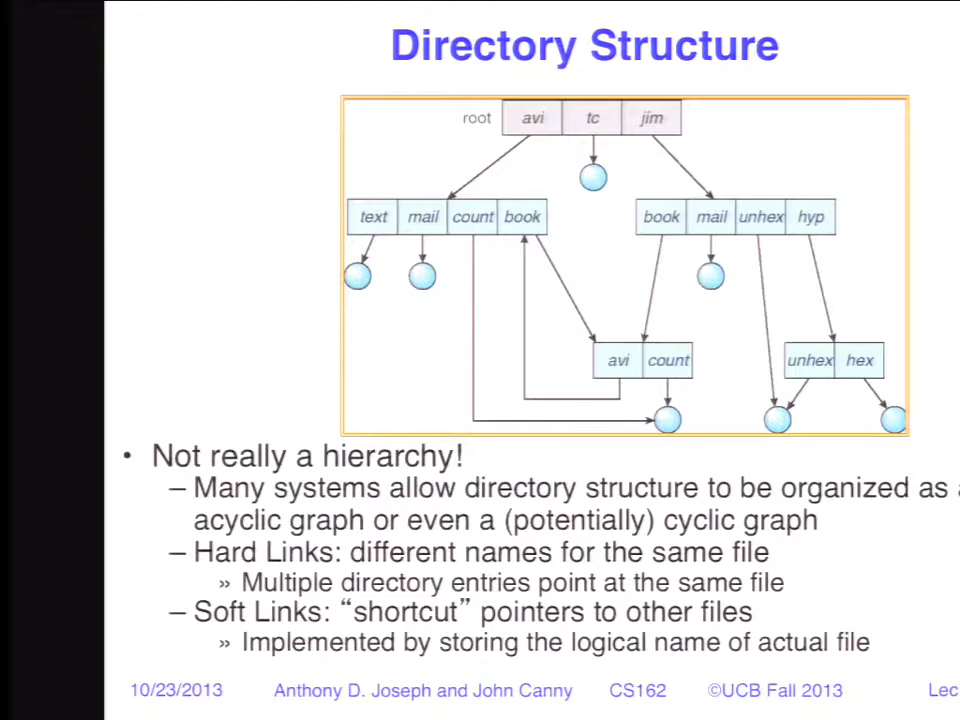 Directory Structure
root avi tc jim
text mail count book book mail unhex hyp
avi count unhex hex
• Not really a hierarchy!
– Many systems allow directory structure to be organized as
acyclic graph or even a (potentially) cyclic graph
– Hard Links: different names for the same file
» Multiple directory entries point at the same file
– Soft Links: “shortcut” pointers to other files
» Implemented by storing the logical name of actual file
10/23/2013 Anthony D. Joseph and John Canny CS162 ©UCB Fall 2013 Lec